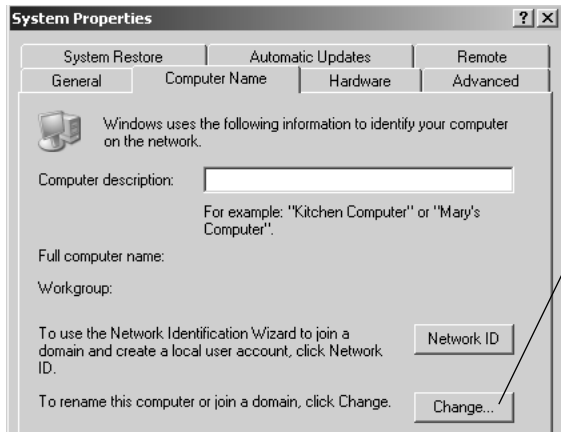 System Properties
System Restore Automatic Updates Remote
General Computer Name Hardware Advanced
Windows uses the following information to identify your computer
on the network.
Computer description:
For example: "Kitchen Computer" or "Mary's
Computer".
Full computer name:
Workgroup:
To use the Network Identification Wizard to join a
domain and create a local user account, click Network
ID.
Network ID
To rename this computer or join a domain, click Change.
Change...